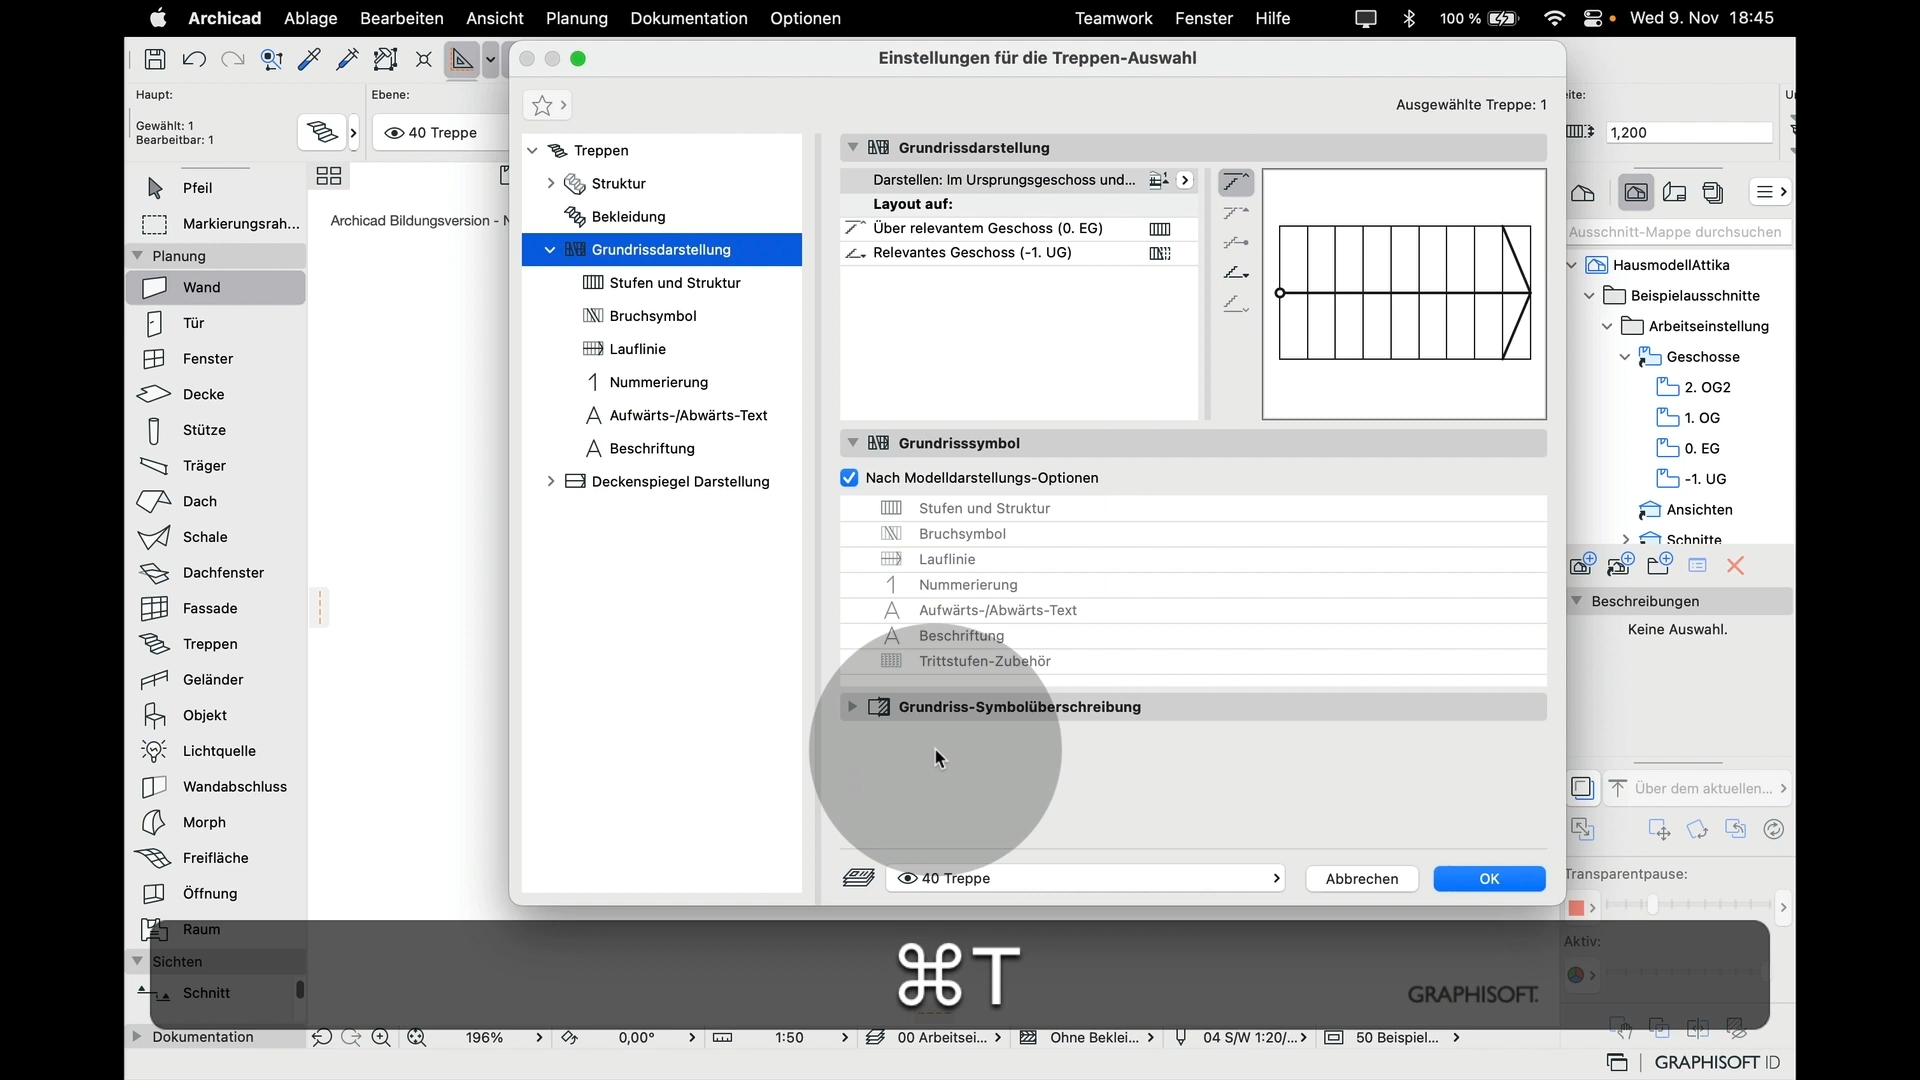 Archicad Ablage Bearbeiten Ansicht Planung Dokumentation Optionen Teamwork Fenster Hilfe 100 % Wed 9. Nov 18:45
Einstellungen für die Treppen-Auswahl
Haupt:
Ebene:
Gewählt: 1
Bearbeitbar: 1
40 Treppe
Ausgewählte Treppe: 1
1,200
Pfeil
Markierungsrah...
Planung
Wand
Tür
Fenster
Decke
Stütze
Träger
Dach
Schale
Dachfenster
Fassade
Treppen
Geländer
Objekt
Lichtquelle
Wandabschluss
Morph
Freifläche
Öffnung
Raum
Sichten
Schnitt
Dokumentation
Archicad Bildungsversion - N
Treppen
Struktur
Bekleidung
Grundrissdarstellung
Stufen und Struktur
Bruchsymbol
Lauflinie
Nummerierung
Aufwärts-/Abwärts-Text
Beschriftung
Deckenspiegel Darstellung
Grundrissdarstellung
Darstellen: Im Ursprungsgeschoss und...
Layout auf:
Über relevantem Geschoss (0. EG)
Relevantes Geschoss (-1. UG)
Grundrisssymbol
Nach Modelldarstellungs-Optionen
Stufen und Struktur
Bruchsymbol
Lauflinie
Nummerierung
Aufwärts-/Abwärts-Text
Beschriftung
Trittstufen-Zubehör
Grundriss-Symbolüberschreibung
40 Treppe
Abbrechen
OK
Ausschnitt-Mappe durchsuchen
HausmodellAttika
Beispielausschnitte
Arbeitseinstellung
Geschosse
2. OG2
1. OG
0. EG
-1. UG
Ansichten
Schnitte
Beschreibungen
Keine Auswahl.
Über dem aktuellen...
Transparentpause:
Aktiv:
⌘T
GRAPHISOFT.
196% 0,00° 1:50 00 Arbeitsei... Ohne Beklei... 04 S/W 1:20/... 50 Beispiel...
GRAPHISOFT ID